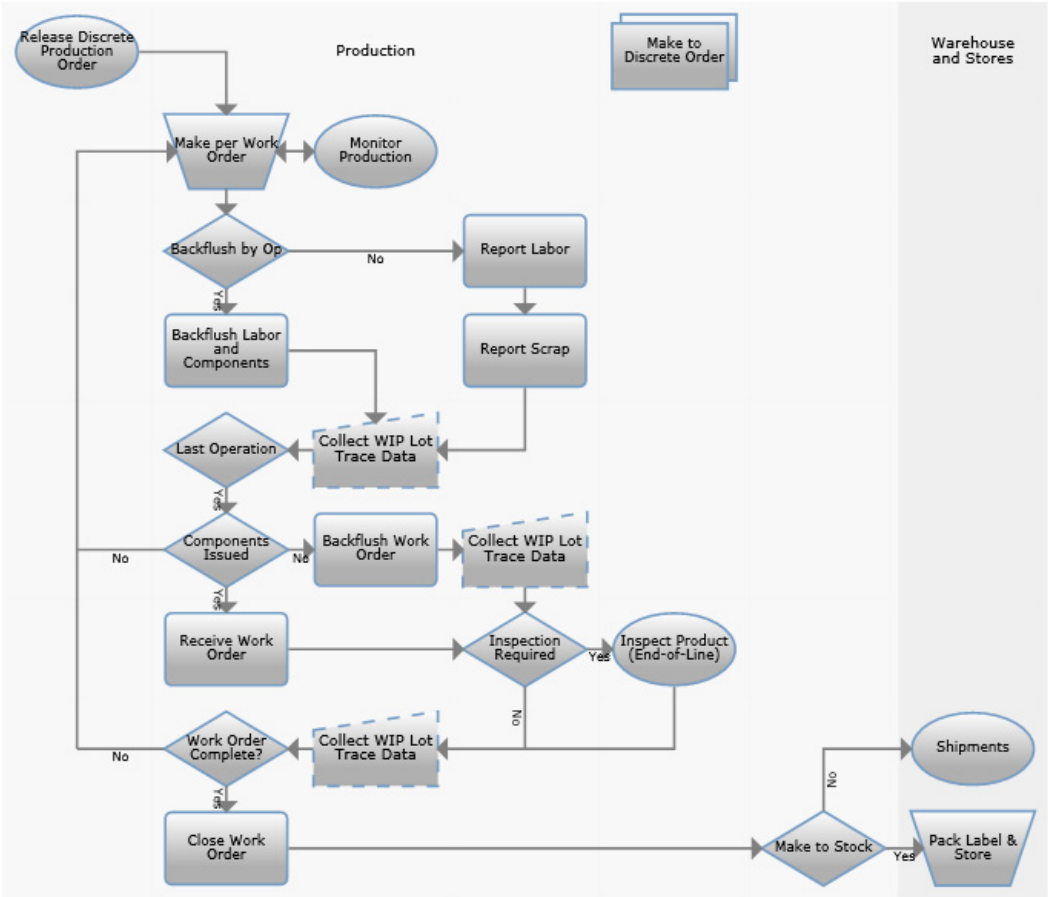 Release Discrete
Production
Order
Production
Make to
Discrete Order
Warehouse
and Stores
Make per Work
Order
Monitor
Production
Backflush by Op
No
Report Labor
Yes
Backflush Labor
and
Components
Report Scrap
Last Operation
Collect WIP Lot
Trace Data
Yes
Components
Issued
No
No
Backflush Work
Order
Collect WIP Lot
Trace Data
Yes
Receive Work
Order
Inspection
Required
Yes
Inspect Product
(End-of-Line)
No
Work Order
Complete?
No
Collect WIP Lot
Trace Data
Shipments
Yes
No
Close Work
Order
Make to Stock
Yes
Pack Label &
Store